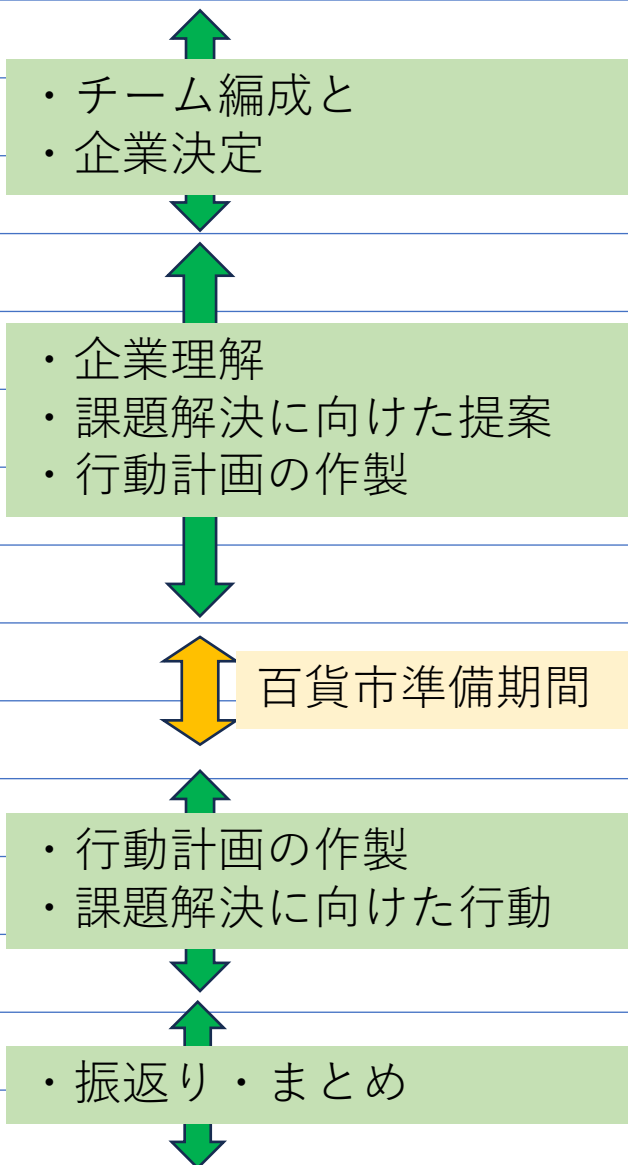 ・チーム編成と
・企業決定
・企業理解
・課題解決に向けた提案
・行動計画の作製
百貨市準備期間
・行動計画の作製
・課題解決に向けた行動
・振返り・まとめ